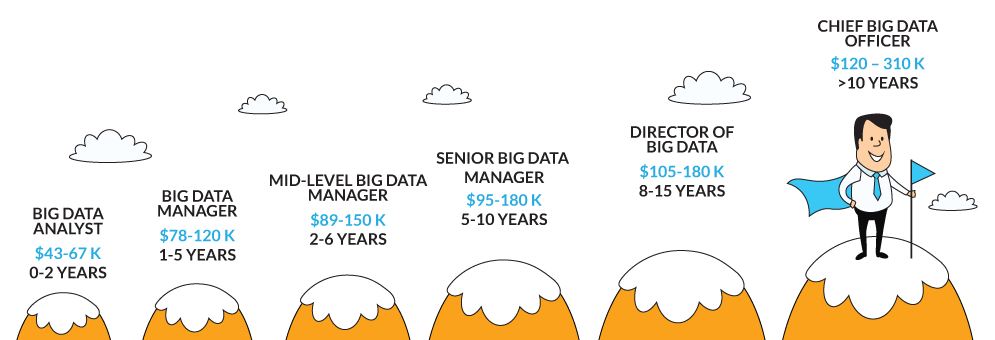 BIG DATA
ANALYST
$43-67 K
0-2 YEARS
BIG DATA
MANAGER
$78-120 K
1-5 YEARS
MID-LEVEL BIG DATA
MANAGER
$89-150 K
2-6 YEARS
SENIOR BIG DATA
MANAGER
$95-180 K
5-10 YEARS
DIRECTOR OF
BIG DATA
$105-180 K
8-15 YEARS
CHIEF BIG DATA
OFFICER
$120 – 310 K
>10 YEARS